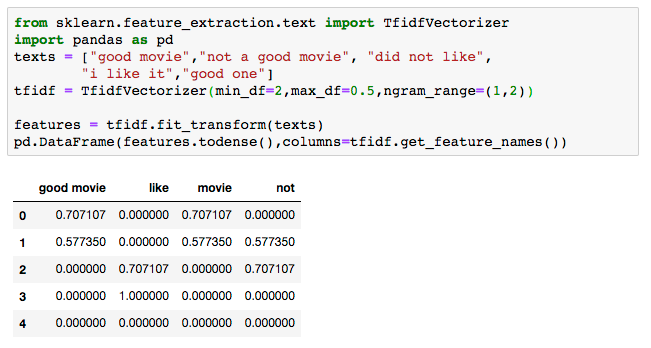 from sklearn.feature_extraction.text import TfidfVectorizer
import pandas as pd
texts = ["good movie","not a good movie", "did not like",
"i like it","good one"]
tfidf = TfidfVectorizer(min_df=2,max_df=0.5,ngram_range=(1,2))
features = tfidf.fit_transform(texts)
pd.DataFrame(features.todense(),columns=tfidf.get_feature_names())
good movie like movie not
0 0.707107 0.000000 0.707107 0.000000
1 0.577350 0.000000 0.577350 0.577350
2 0.000000 0.707107 0.000000 0.707107
3 0.000000 1.000000 0.000000 0.000000
4 0.000000 0.000000 0.000000 0.000000